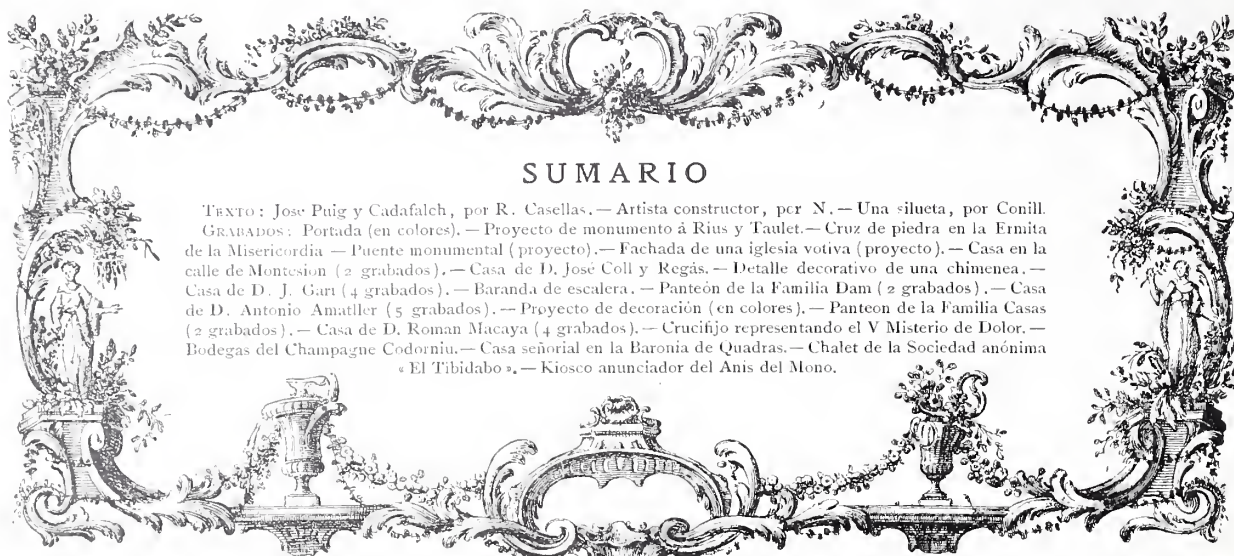 SUMARIO
TEXTO: José Puig y Cadafalch, por R. Casellas. — Artista constructor, por N. — Una silueta, por Conill.
GRABADOS: Portada (en colores). — Proyecto de monumento á Rius y Taulet. — Cruz de piedra en la Ermita
de la Misericordia — Puente monumental (proyecto). — Fachada de una iglesia votiva (proyecto). — Casa en la
calle de Montesion (2 grabados). — Casa de D. José Coll y Regás. — Detalle decorativo de una chimenea. —
Casa de D. J. Garí (4 grabados). — Baranda de escalera. — Panteón de la Familia Dam (2 grabados). — Casa
de D. Antonio Amatller (5 grabados). — Proyecto de decoración (en colores). — Panteon de la Familia Casas
(2 grabados). — Casa de D. Roman Macaya (4 grabados). — Crucifijo representando el V Misterio de Dolor. —
Bodegas del Champagne Codorniu. — Casa señorial en la Baronia de Quadras. — Chalet de la Sociedad anónima
« El Tibidabo ». — Kiosco anunciador del Anis del Mono.